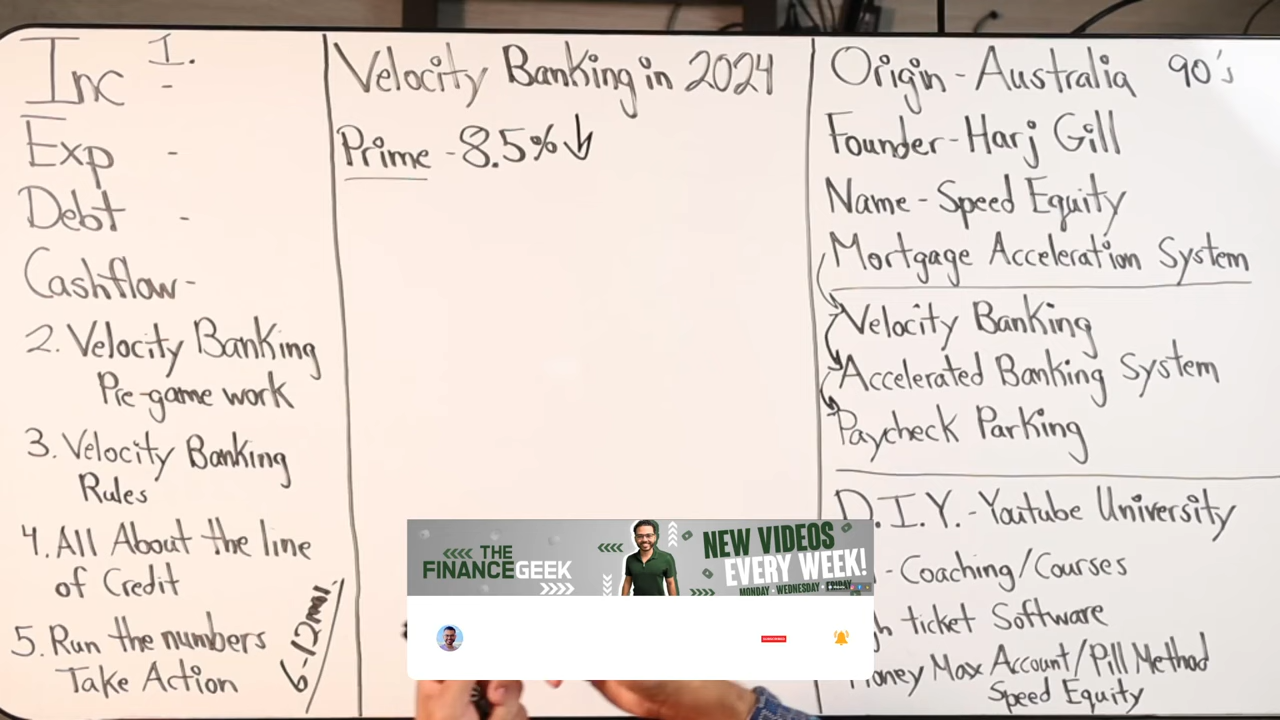 1.
Inc -
Exp -
Debt -
Cashflow-
2. Velocity Banking
Pre-game work
3. Velocity Banking
Rules
4. All About the line
of Credit
5. Run the numbers
Take Action
6-12mo
Velocity Banking in 2024
Prime - 8.5%↓
Origin - Australia 90's
Founder - Harj Gill
Name - Speed Equity
Mortgage Acceleration System
Velocity Banking
Accelerated Banking System
Paycheck Parking
D.I.Y. - Youtube University
- Coaching/Courses
ticket Software
Money Max Account/Pill Method
Speed Equity
THE
FINANCEGEEK
NEW VIDEOS
EVERY WEEK!
MONDAY • WEDNESDAY • FRIDAY
SUBSCRIBED